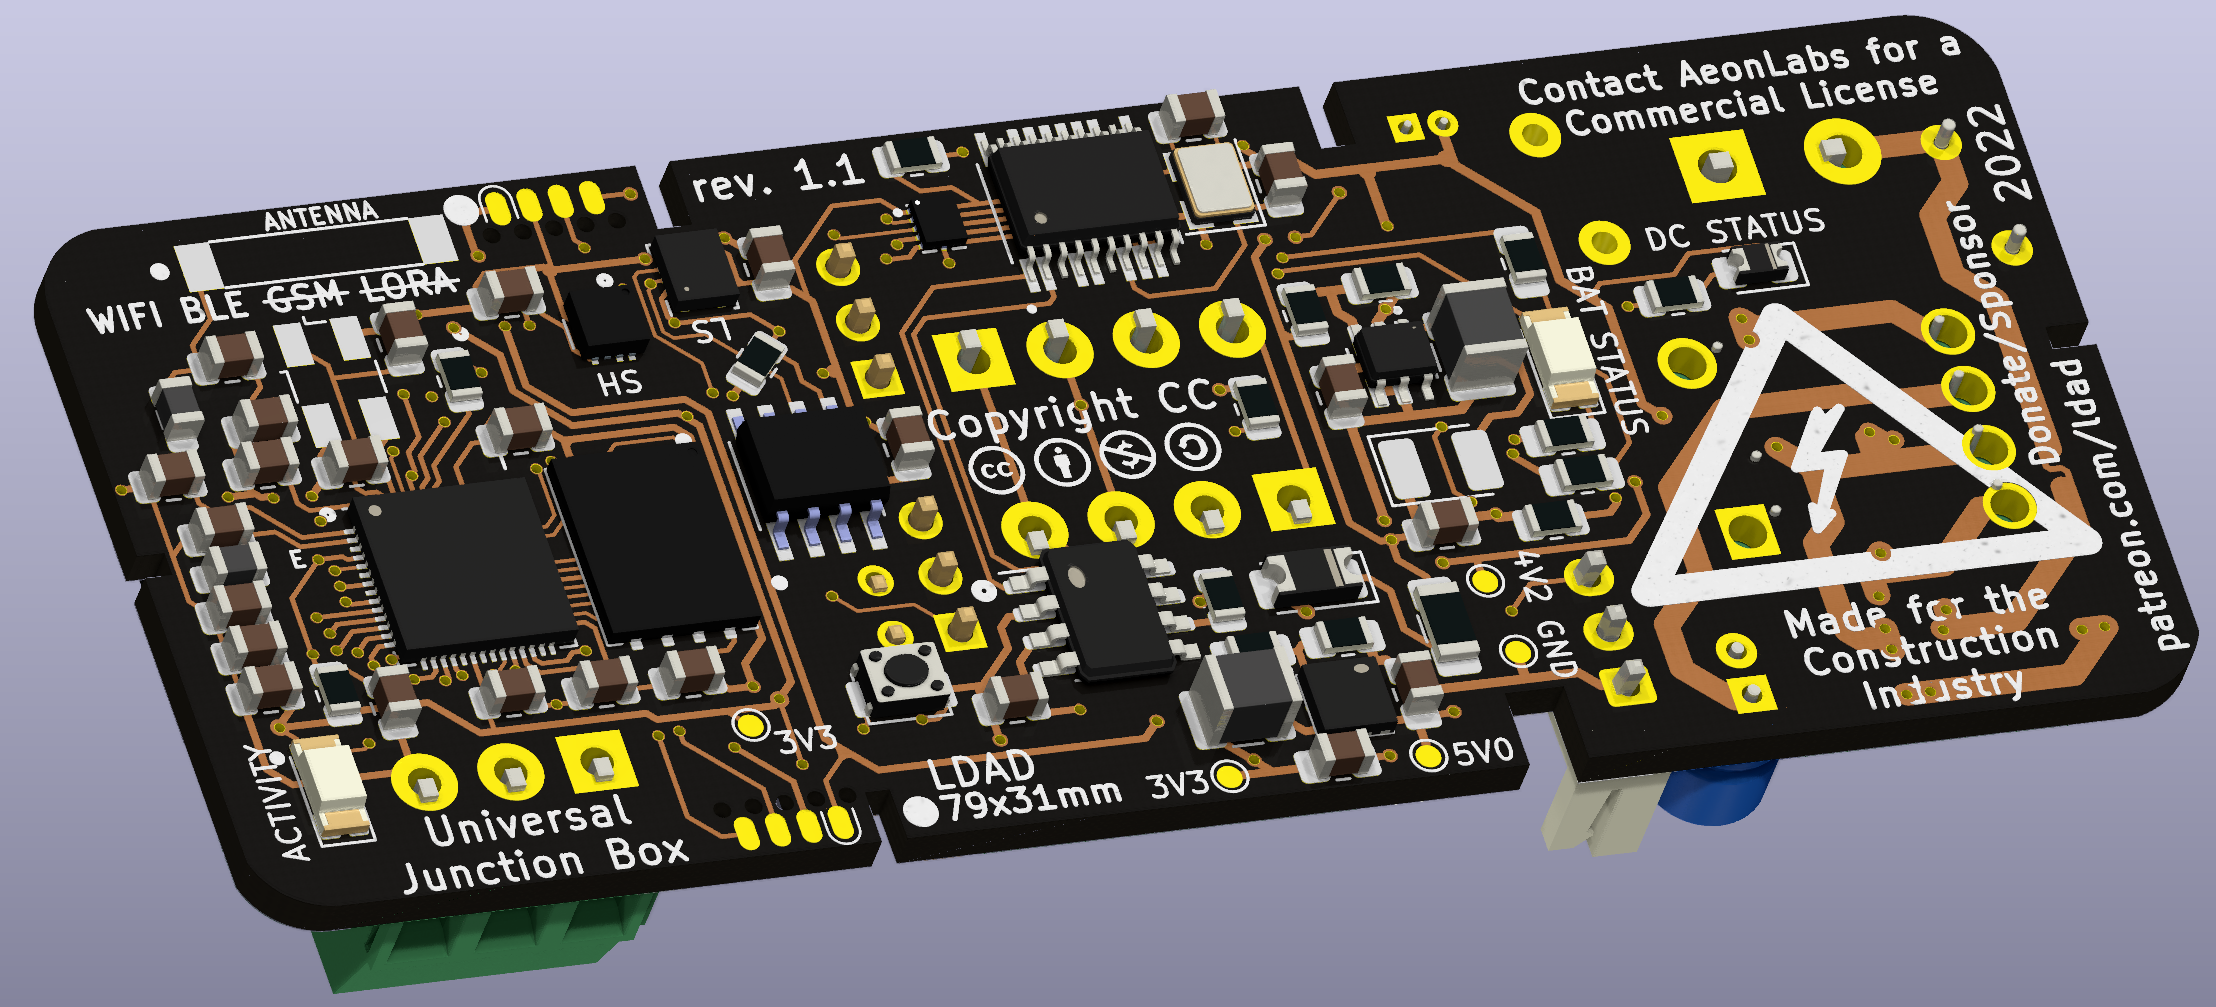 Contact AeonLabs for a
Commercial License
2022
rev. 1.1
ANTENNA
WIFI BLE GSM LORA
DC STATUS
BAT STATUS
Donate/Sponsor
patreon.com/ldad
LS
HS
Copyright CC
cc
E
4V2
GND
Made for the
Construction
Industry
3V3
LDAD
79x31mm
3V3
5V0
ACTIVITY
Universal
Junction Box